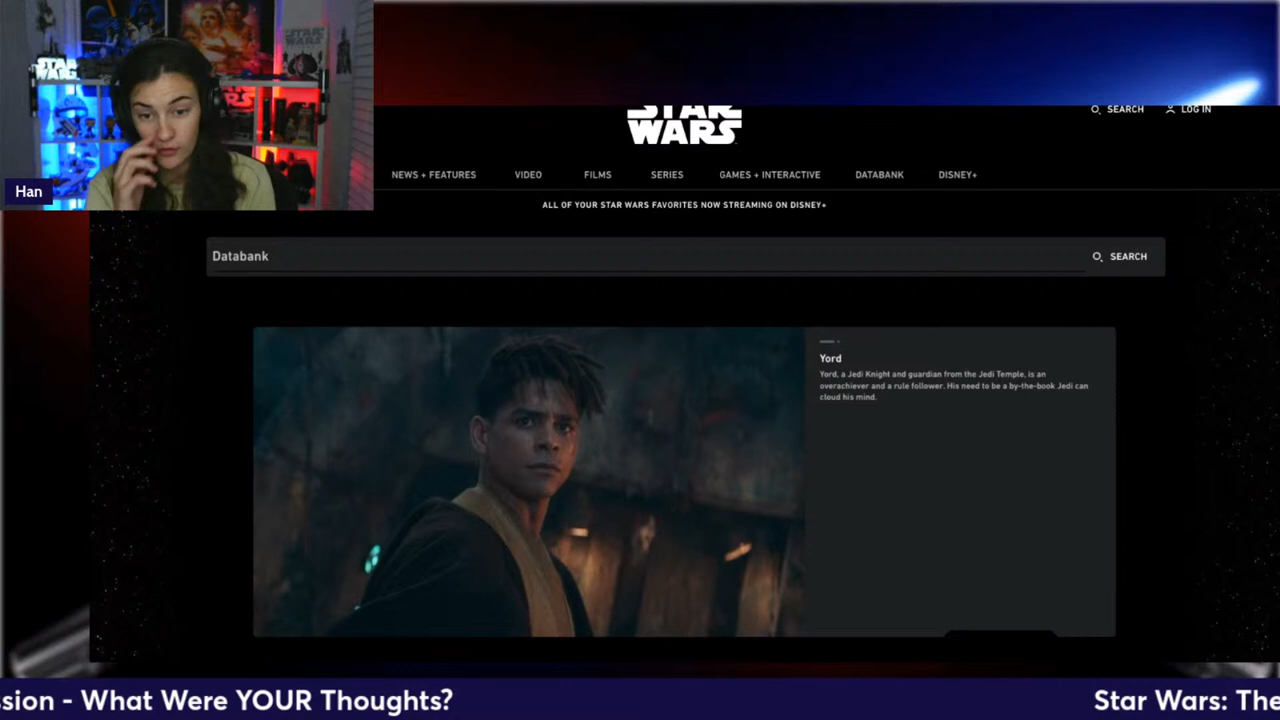 STAR
WARS
STAR
WARS
Han
STAR
WARS
SEARCH
LOG IN
NEWS + FEATURES
VIDEO
FILMS
SERIES
GAMES + INTERACTIVE
DATABANK
DISNEY+
ALL OF YOUR STAR WARS FAVORITES NOW STREAMING ON DISNEY+
Databank
SEARCH
Yord
Yord, a Jedi Knight and guardian from the Jedi Temple, is an
overachiever and a rule follower. His need to be a by-the-book Jedi can
cloud his mind.
ssion - What Were YOUR Thoughts?
Star Wars: The